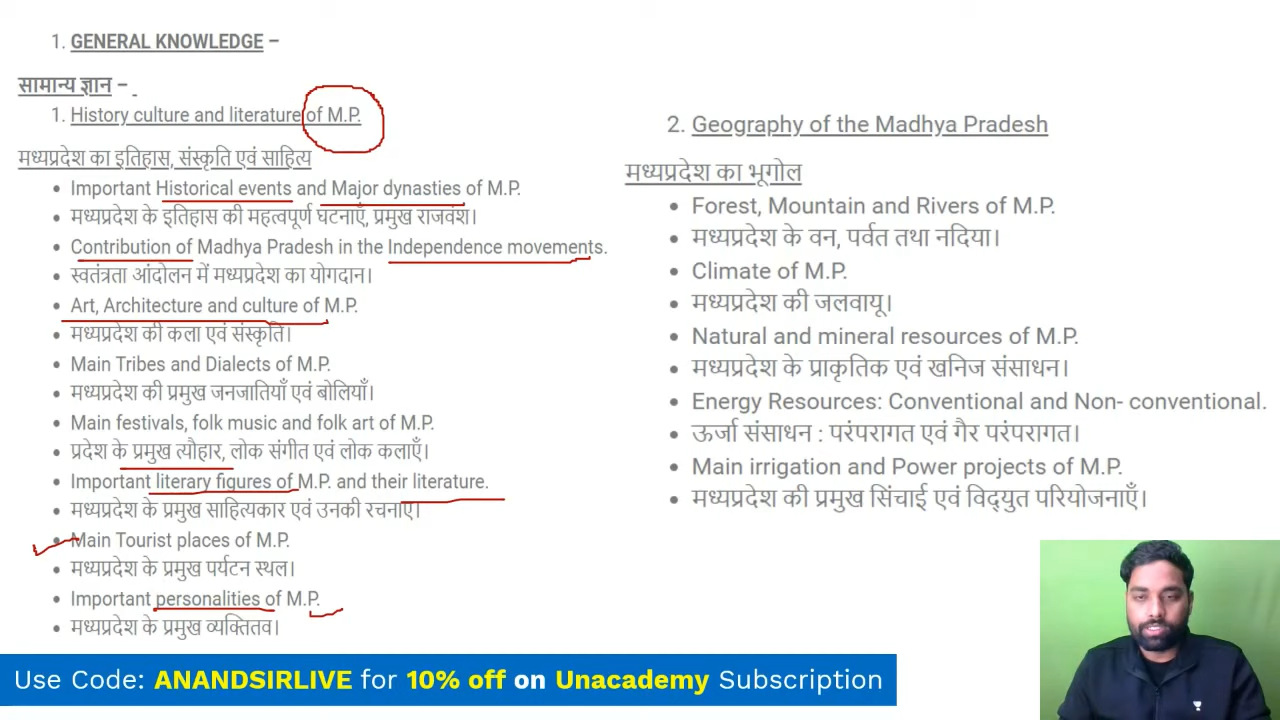 1. GENERAL KNOWLEDGE –
सामान्य ज्ञान –
1. History culture and literature of M.P.
मध्यप्रदेश का इतिहास, संस्कृति एवं साहित्य
• Important Historical events and Major dynasties of M.P.
• मध्यप्रदेश के इतिहास की महत्वपूर्ण घटनाएँ, प्रमुख राजवंश।
• Contribution of Madhya Pradesh in the Independence movements.
• स्वतंत्रता आंदोलन में मध्यप्रदेश का योगदान।
• Art, Architecture and culture of M.P.
• मध्यप्रदेश की कला एवं संस्कृति।
• Main Tribes and Dialects of M.P.
• मध्यप्रदेश की प्रमुख जनजातियाँ एवं बोलियाँ।
• Main festivals, folk music and folk art of M.P.
• प्रदेश के प्रमुख त्यौहार, लोक संगीत एवं लोक कलाएँ।
• Important literary figures of M.P. and their literature.
• मध्यप्रदेश के प्रमुख साहित्यकार एवं उनकी रचनाएँ।
• Main Tourist places of M.P.
• मध्यप्रदेश के प्रमुख पर्यटन स्थल।
• Important personalities of M.P.
• मध्यप्रदेश के प्रमुख व्यक्तितव।
2. Geography of the Madhya Pradesh
मध्यप्रदेश का भूगोल
• Forest, Mountain and Rivers of M.P.
• मध्यप्रदेश के वन, पर्वत तथा नदिया।
• Climate of M.P.
• मध्यप्रदेश की जलवायू।
• Natural and mineral resources of M.P.
• मध्यप्रदेश के प्राकृतिक एवं खनिज संसाधन।
• Energy Resources: Conventional and Non- conventional.
• ऊर्जा संसाधन : परंपरागत एवं गैर परंपरागत।
• Main irrigation and Power projects of M.P.
• मध्यप्रदेश की प्रमुख सिंचाई एवं विद्युत परियोजनाएँ।
Use Code: ANANDSIRLIVE for 10% off on Unacademy Subscription